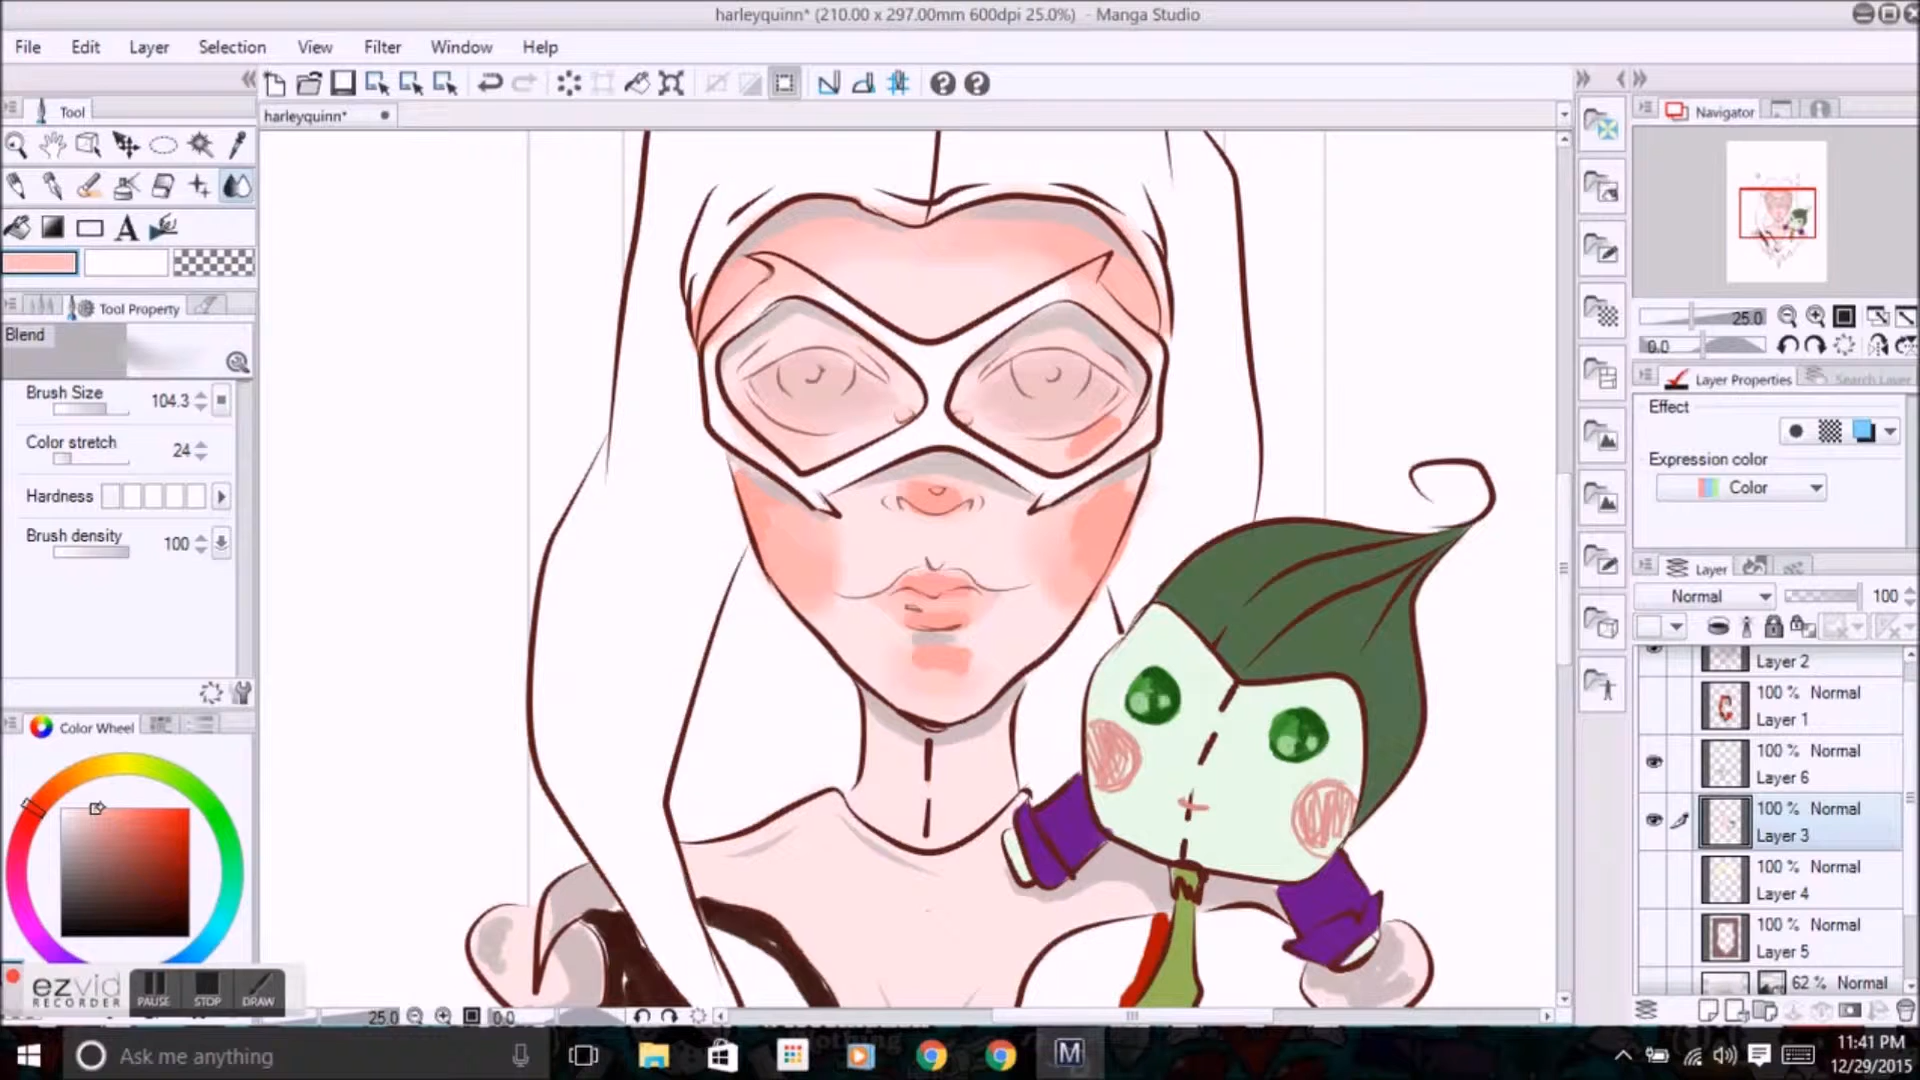 harleyquinn* (210.00 x 297.00mm 600dpi 25.0%) - Manga Studio
File Edit Layer Selection View Filter Window Help
harleyquinn*
Tool
A
Tool Property
Blend
Brush Size 104.3
Color stretch 24
Hardness
Brush density 100
Color Wheel
Navigator
25.0
0.0
Layer Properties Search Layer
Effect
Expression color
Color
Layer
Normal 100
Layer 2
100 % Normal
Layer 1
100 % Normal
Layer 6
100 % Normal
Layer 3
100 % Normal
Layer 4
100 % Normal
Layer 5
62 % Normal
ezvid
RECORDER
PAUSE STOP DRAW
25.0 0.0
Ask me anything
M
11:41 PM
12/29/2015